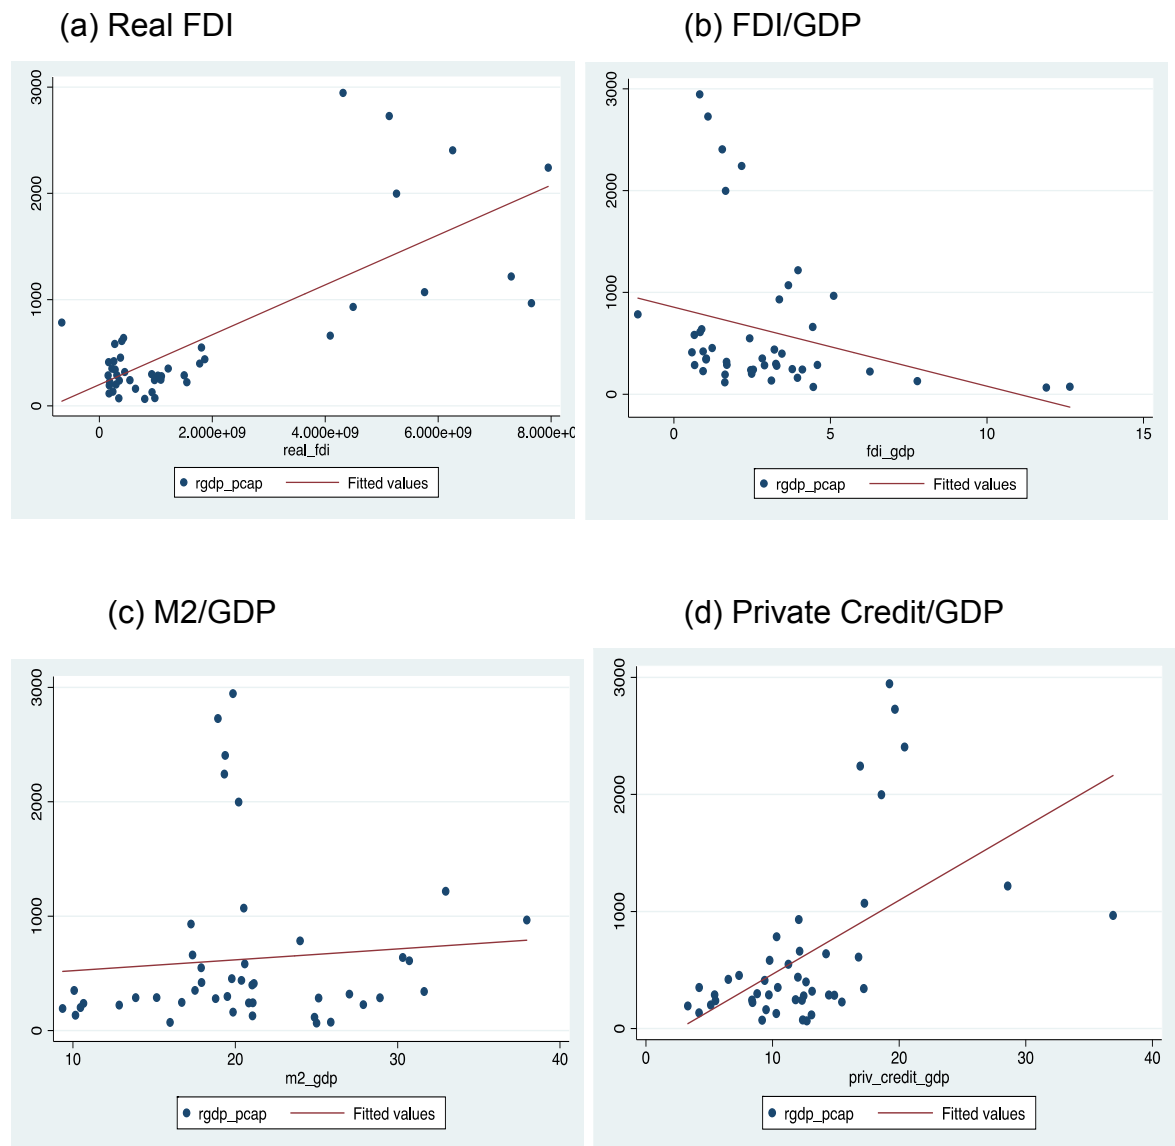 (a) Real FDI
3000
2000
1000
0
0 2.000e+09 4.000e+09 6.000e+09 8.000e+0
real_fdi
rgdp_pcap Fitted values
(b) FDI/GDP
3000
2000
1000
0
0 5 10 15
fdi_gdp
rgdp_pcap Fitted values
(c) M2/GDP
3000
2000
1000
0
10 20 30 40
m2_gdp
rgdp_pcap Fitted values
(d) Private Credit/GDP
3000
2000
1000
0
0 10 20 30 40
priv_credit_gdp
rgdp_pcap Fitted values